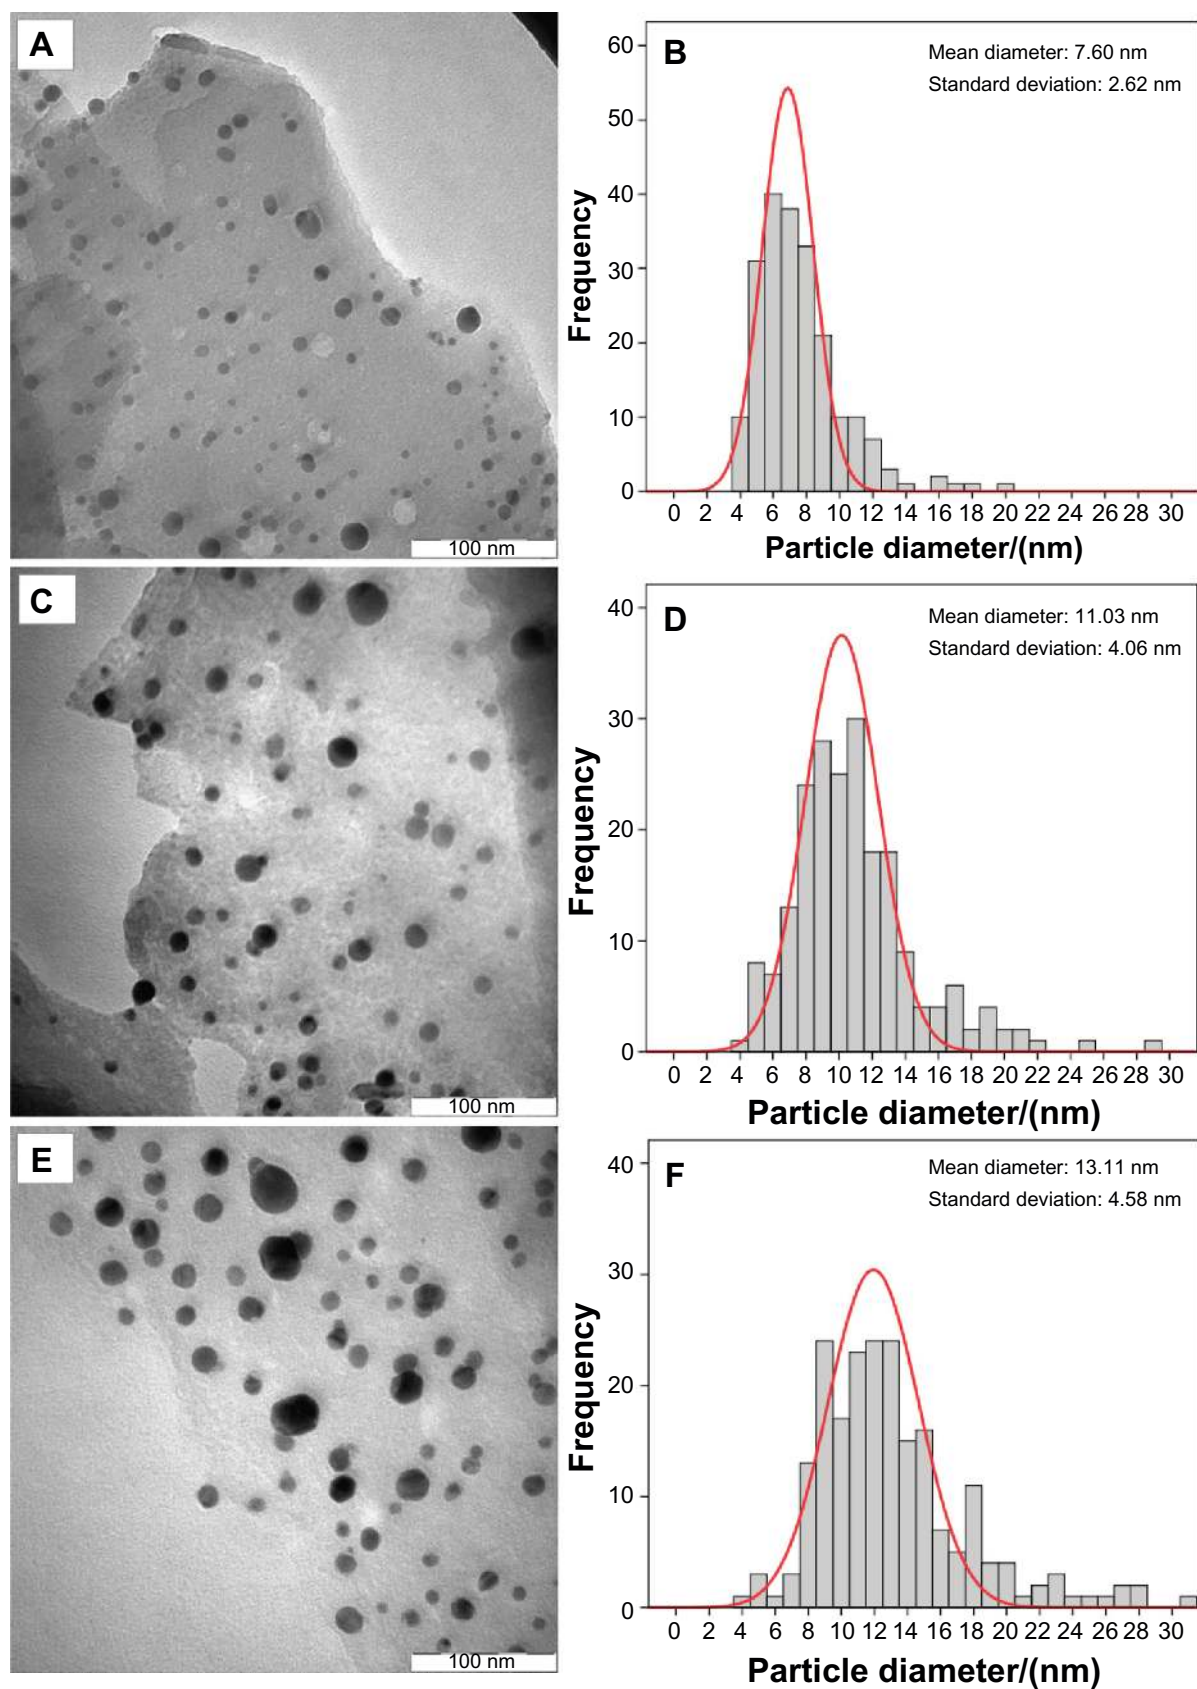 A
100 nm
B
Mean diameter: 7.60 nm
Standard deviation: 2.62 nm
Frequency
60
50
40
30
20
10
0
0 2 4 6 8 10 12 14 16 18 20 22 24 26 28 30
Particle diameter/(nm)
C
100 nm
D
Mean diameter: 11.03 nm
Standard deviation: 4.06 nm
Frequency
40
30
20
10
0
0 2 4 6 8 10 12 14 16 18 20 22 24 26 28 30
Particle diameter/(nm)
E
100 nm
F
Mean diameter: 13.11 nm
Standard deviation: 4.58 nm
Frequency
40
30
20
10
0
0 2 4 6 8 10 12 14 16 18 20 22 24 26 28 30
Particle diameter/(nm)